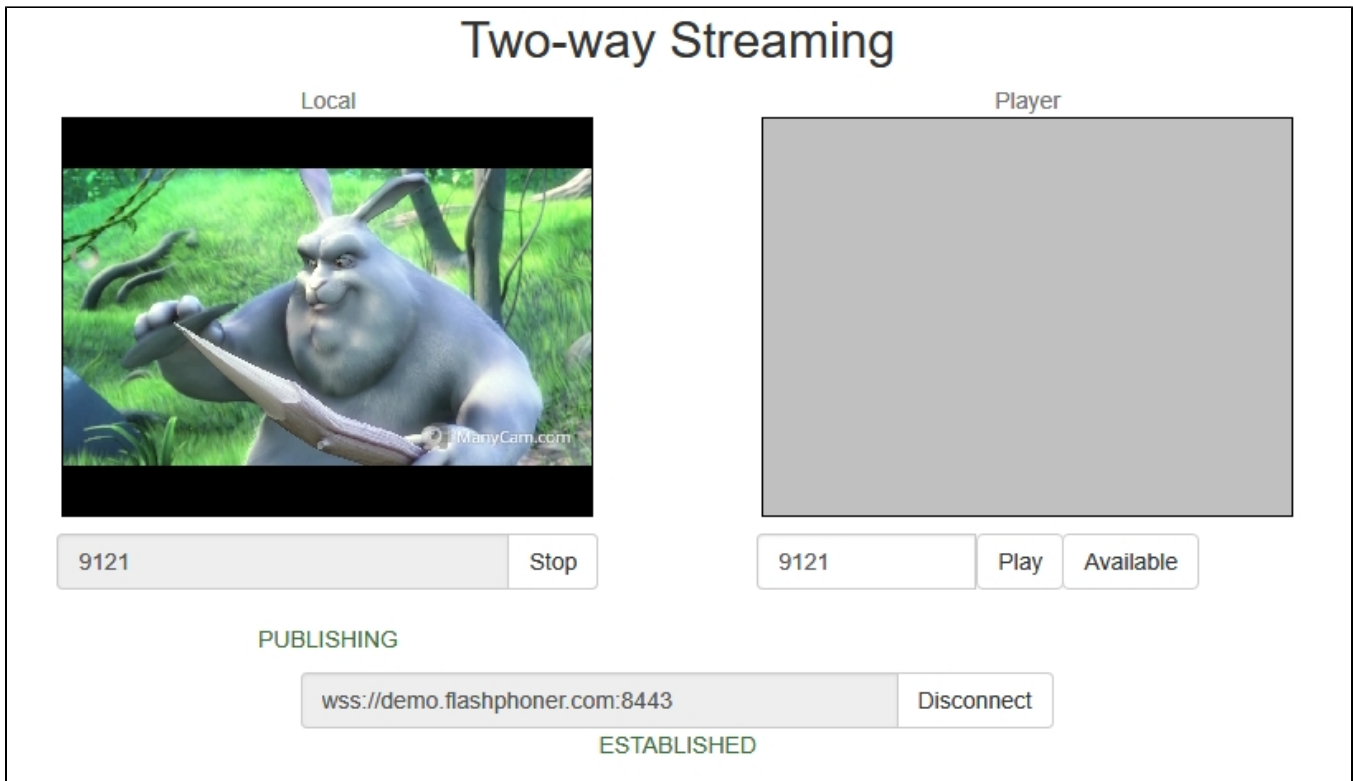 Two-way Streaming
Local
Player
ManyCam.com
9121
Stop
9121
Play
Available
PUBLISHING
wss://demo.flashphoner.com:8443
Disconnect
ESTABLISHED